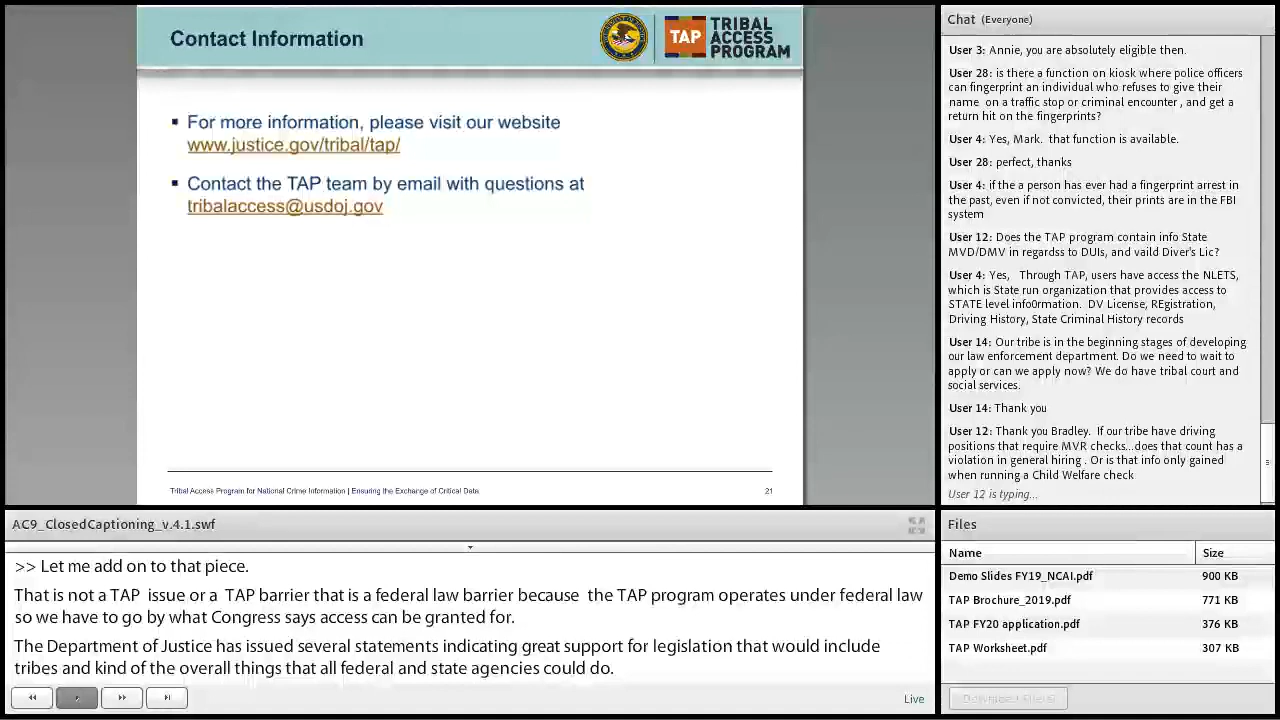 Contact Information
TAP
TRIBAL
ACCESS
PROGRAM
▪ For more information, please visit our website
www.justice.gov/tribal/tap/
▪ Contact the TAP team by email with questions at
tribalaccess@usdoj.gov
Tribal Access Program for National Crime Information | Ensuring the Exchange of Critical Data
21
Chat (Everyone)
User 3: Annie, you are absolutely eligible then.
User 28: is there a function on kiosk where police officers
can fingerprint an individual who refuses to give their
name on a traffic stop or criminal encounter , and get a
return hit on the fingerprints?
User 4: Yes, Mark. that function is available.
User 28: perfect, thanks
User 4: if the a person has ever had a fingerprint arrest in
the past, even if not convicted, their prints are in the FBI
system
User 12: Does the TAP program contain info State
MVD/DMV in regardss to DUIs, and vaild Diver's Lic?
User 4: Yes, Through TAP, users have access the NLETS,
which is State run organization that provides access to
STATE level info0rmation. DV License, REgistration,
Driving History, State Criminal History records
User 14: Our tribe is in the beginning stages of developing
our law enforcement department. Do we need to wait to
apply or can we apply now? We do have tribal court and
social services.
User 14: Thank you
User 12: Thank you Bradley. If our tribe have driving
positions that require MVR checks...does that count has a
violation in general hiring . Or is that info only gained
when running a Child Welfare check
User 12 is typing...
AC9_ClosedCaptioning_v.4.1.swf
>> Let me add on to that piece.
That is not a TAP issue or a TAP barrier that is a federal law barrier because the TAP program operates under federal law
so we have to go by what Congress says access can be granted for.
The Department of Justice has issued several statements indicating great support for legislation that would include
tribes and kind of the overall things that all federal and state agencies could do.
Live
Files
Name Size
Demo Slides FY19_NCAI.pdf 900 KB
TAP Brochure_2019.pdf 771 KB
TAP FY20 application.pdf 376 KB
TAP Worksheet.pdf 307 KB
Download File(s)